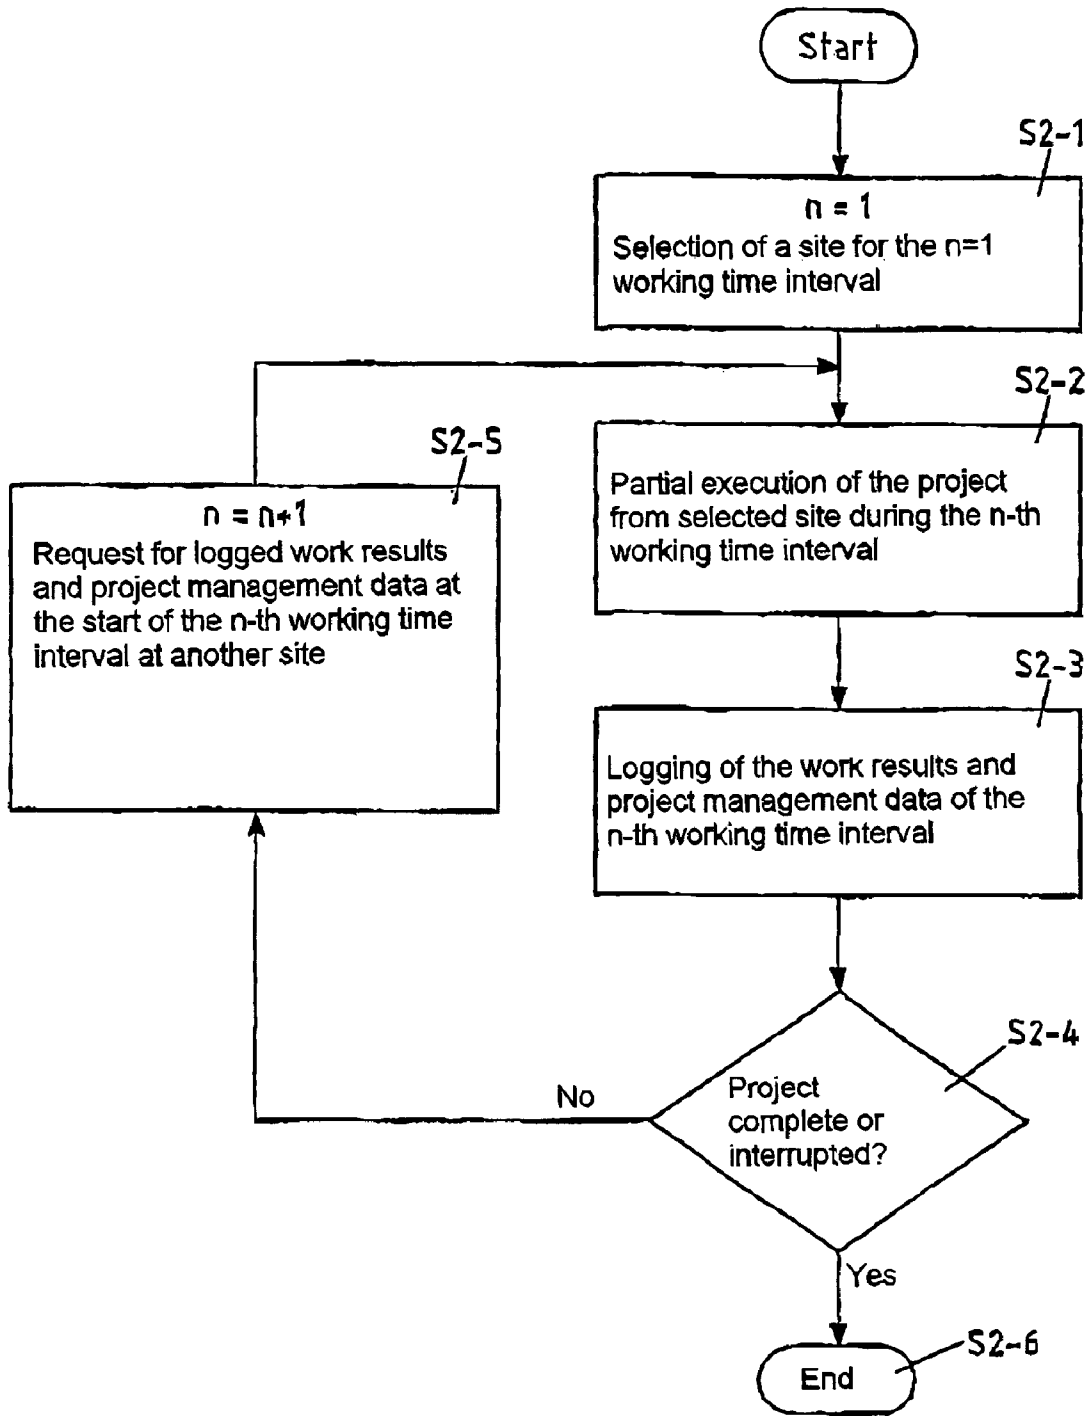 Start
S2-1
n = 1
Selection of a site for the n=1
working time interval
S2-2
Partial execution of the project
from selected site during the n-th
working time interval
S2-5
n = n+1
Request for logged work results
and project management data at
the start of the n-th working time
interval at another site
S2-3
Logging of the work results and
project management data of the
n-th working time interval
S2-4
Project
complete or
interrupted?
No
Yes
S2-6
End